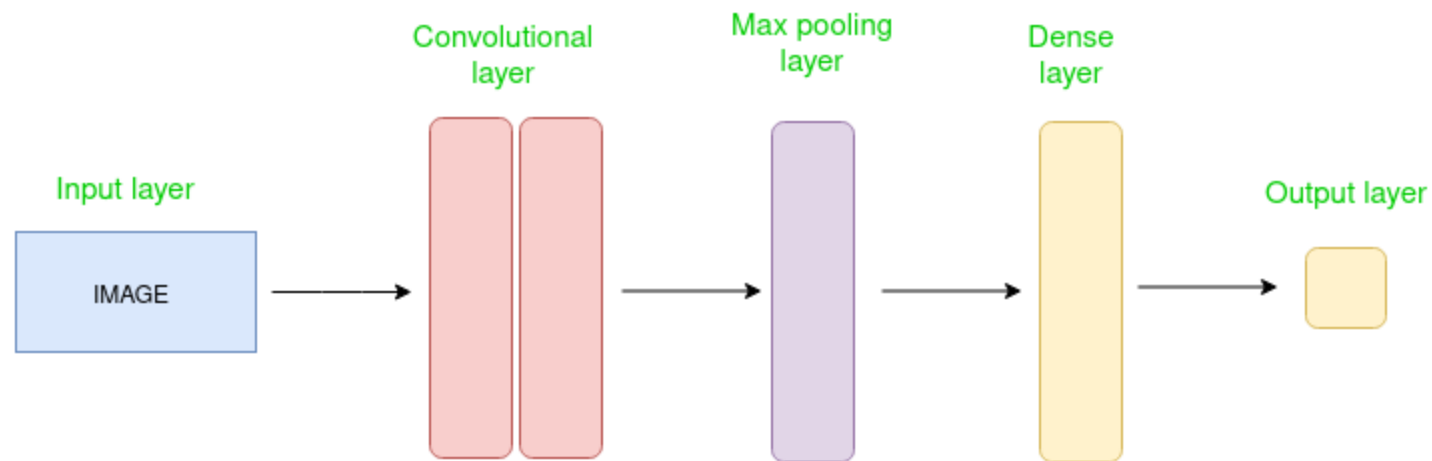 Input layer
IMAGE
Convolutional
layer
Max pooling
layer
Dense
layer
Output layer